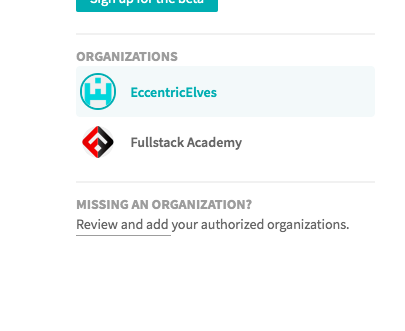 Sign up for the beta
ORGANIZATIONS
EccentricElves
Fullstack Academy
MISSING AN ORGANIZATION?
Review and add your authorized organizations.